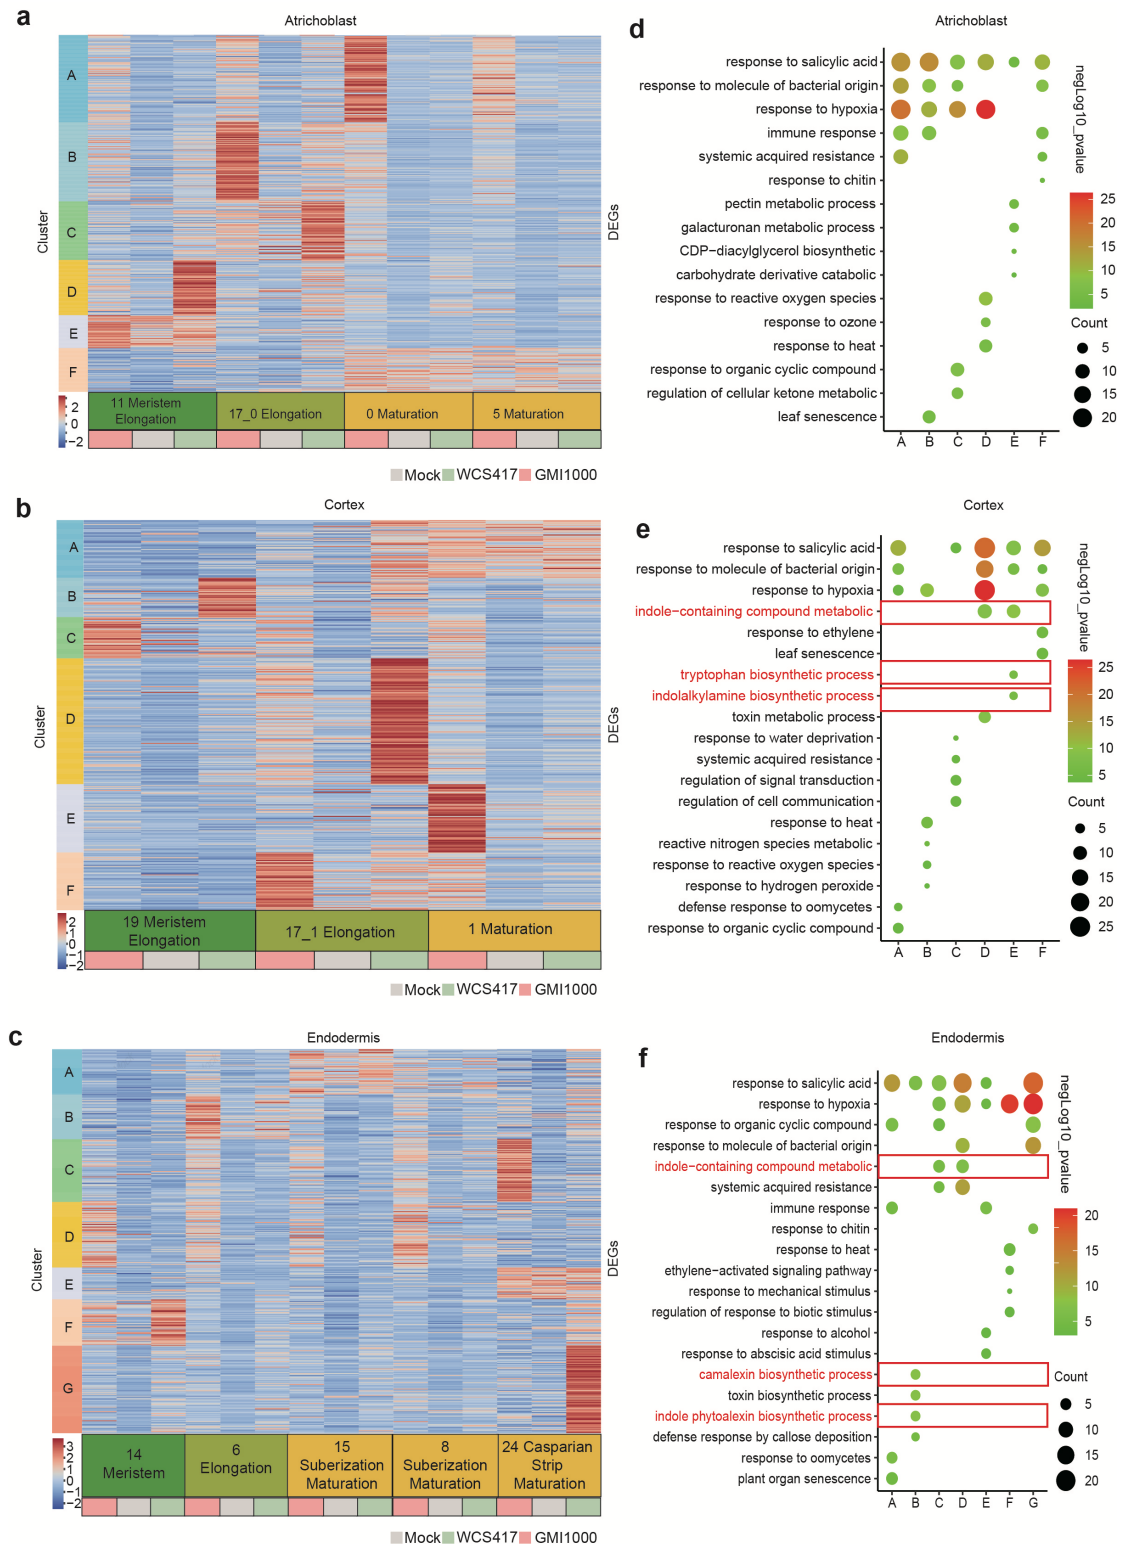 a
Atrichoblast
Cluster
A
B
C
D
E
F
DEGs
2
0
−2
11 Meristem
Elongation
17_0 Elongation
0 Maturation
5 Maturation
Mock
WCS417
GMI1000
d
Atrichoblast
response to salicylic acid
response to molecule of bacterial origin
response to hypoxia
immune response
systemic acquired resistance
response to chitin
pectin metabolic process
galacturonan metabolic process
CDP−diacylglycerol biosynthetic
carbohydrate derivative catabolic
response to reactive oxygen species
response to ozone
response to heat
response to organic cyclic compound
regulation of cellular ketone metabolic
leaf senescence
A B C D E F
negLog10_pvalue
25
20
15
10
5
Count
5
10
15
20
b
Cortex
Cluster
A
B
C
D
E
F
DEGs
2
1
0
−1
−2
19 Meristem
Elongation
17_1 Elongation
1 Maturation
Mock
WCS417
GMI1000
e
Cortex
response to salicylic acid
response to molecule of bacterial origin
response to hypoxia
indole−containing compound metabolic
response to ethylene
leaf senescence
tryptophan biosynthetic process
indolalkylamine biosynthetic process
toxin metabolic process
response to water deprivation
systemic acquired resistance
regulation of signal transduction
regulation of cell communication
response to heat
reactive nitrogen species metabolic
response to reactive oxygen species
response to hydrogen peroxide
defense response to oomycetes
response to organic cyclic compound
A B C D E F
negLog10_pvalue
25
20
15
10
5
Count
5
10
15
20
25
c
Endodermis
Cluster
A
B
C
D
E
F
G
DEGs
3
2
1
0
−1
−2
14
Meristem
6
Elongation
15
Suberization
Maturation
8
Suberization
Maturation
24 Casparian
Strip
Maturation
Mock
WCS417
GMI1000
f
Endodermis
response to salicylic acid
response to hypoxia
response to organic cyclic compound
response to molecule of bacterial origin
indole−containing compound metabolic
systemic acquired resistance
immune response
response to chitin
response to heat
ethylene−activated signaling pathway
response to mechanical stimulus
regulation of response to biotic stimulus
response to alcohol
response to abscisic acid stimulus
camalexin biosynthetic process
toxin biosynthetic process
indole phytoalexin biosynthetic process
defense response by callose deposition
response to oomycetes
plant organ senescence
A B C D E F G
negLog10_pvalue
20
15
10
5
Count
5
10
15
20